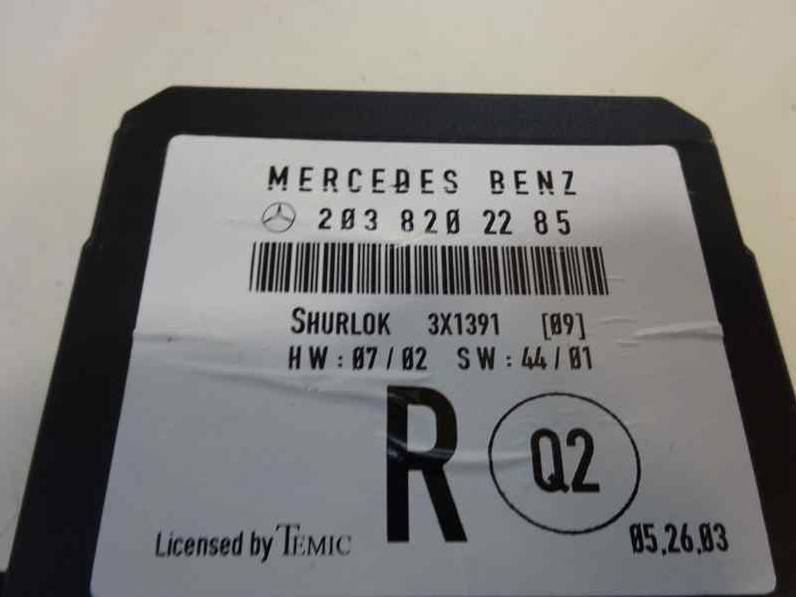 MERCEDES BENZ
203 820 22 85
SHURLOK 3X1391 [09]
HW:07/02 SW:44/01
R Q2
Licensed by TEMIC 05.26.03